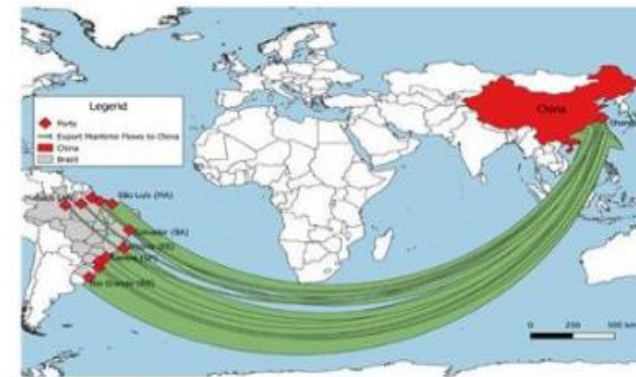 Legend
Ports
Export Maritime Flows to China
China
Brazil
China
São Luís (MA)
Salvador (BA)
Rio Grande (RS)
0 250 500 km